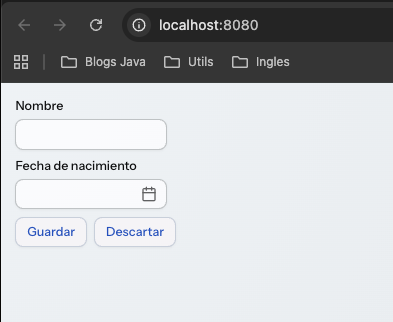 localhost:8080
Blogs Java Utils Ingles
Nombre
Fecha de nacimiento
Guardar Descartar